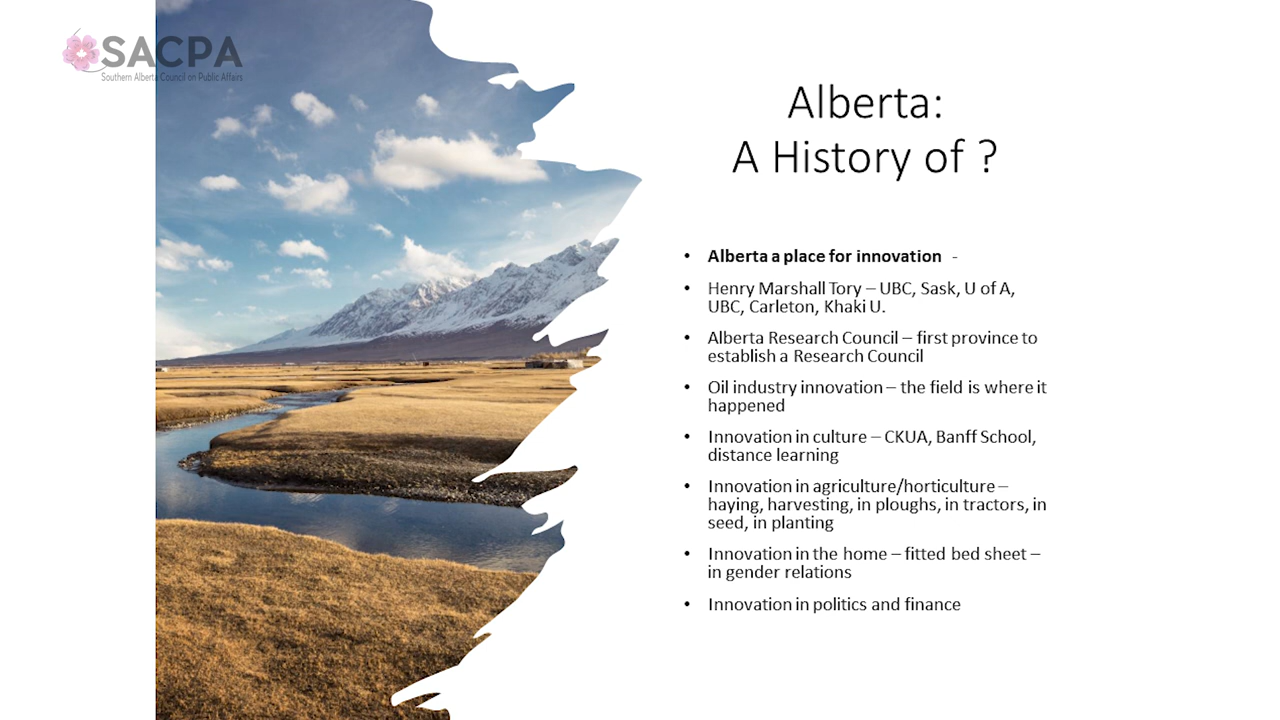 SACPA
Southern Alberta Council on Public Affairs
Alberta:
A History of ?
• Alberta a place for innovation -
• Henry Marshall Tory – UBC, Sask, U of A,
UBC, Carleton, Khaki U.
• Alberta Research Council – first province to
establish a Research Council
• Oil industry innovation – the field is where it
happened
• Innovation in culture – CKUA, Banff School,
distance learning
• Innovation in agriculture/horticulture –
haying, harvesting, in ploughs, in tractors, in
seed, in planting
• Innovation in the home – fitted bed sheet –
in gender relations
• Innovation in politics and finance